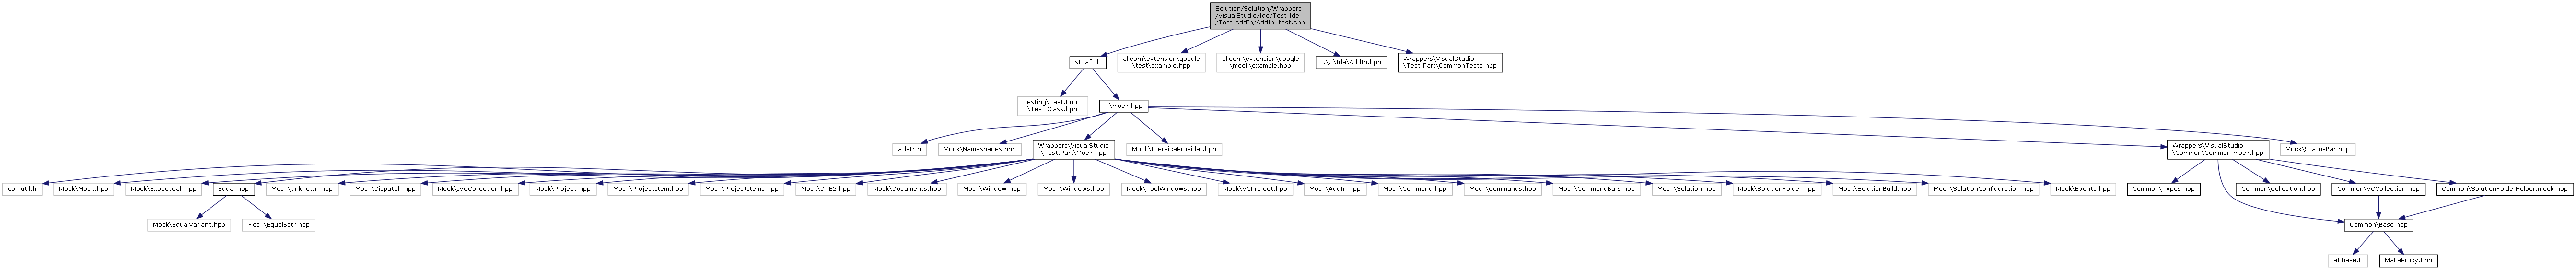 Solution/Solution/Wrappers
/VisualStudio/Ide/Test.Ide
/Test.AddIn/AddIn_test.cpp
stdafx.h
alicorn\extension\google
\test\example.hpp
alicorn\extension\google
\mock\example.hpp
..\..\Ide\AddIn.hpp
Wrappers\VisualStudio
\Test.Part\CommonTests.hpp
Testing\Test.Front
\Test.Class.hpp
..\mock.hpp
atlstr.h
Mock\Namespaces.hpp
Wrappers\VisualStudio
\Test.Part\Mock.hpp
Mock\IServiceProvider.hpp
Wrappers\VisualStudio
\Common\Common.mock.hpp
Mock\StatusBar.hpp
comutil.h
Mock\Mock.hpp
Mock\ExpectCall.hpp
Equal.hpp
Mock\Unknown.hpp
Mock\Dispatch.hpp
Mock\IVCCollection.hpp
Mock\Project.hpp
Mock\ProjectItem.hpp
Mock\ProjectItems.hpp
Mock\DTE2.hpp
Mock\Documents.hpp
Mock\Window.hpp
Mock\Windows.hpp
Mock\ToolWindows.hpp
Mock\VCProject.hpp
Mock\AddIn.hpp
Mock\Command.hpp
Mock\Commands.hpp
Mock\CommandBars.hpp
Mock\Solution.hpp
Mock\SolutionFolder.hpp
Mock\SolutionBuild.hpp
Mock\SolutionConfiguration.hpp
Mock\Events.hpp
Common\Types.hpp
Common\Collection.hpp
Common\VCCollection.hpp
Common\SolutionFolderHelper.mock.hpp
Mock\EqualVariant.hpp
Mock\EqualBstr.hpp
Common\Base.hpp
atlbase.h
MakeProxy.hpp